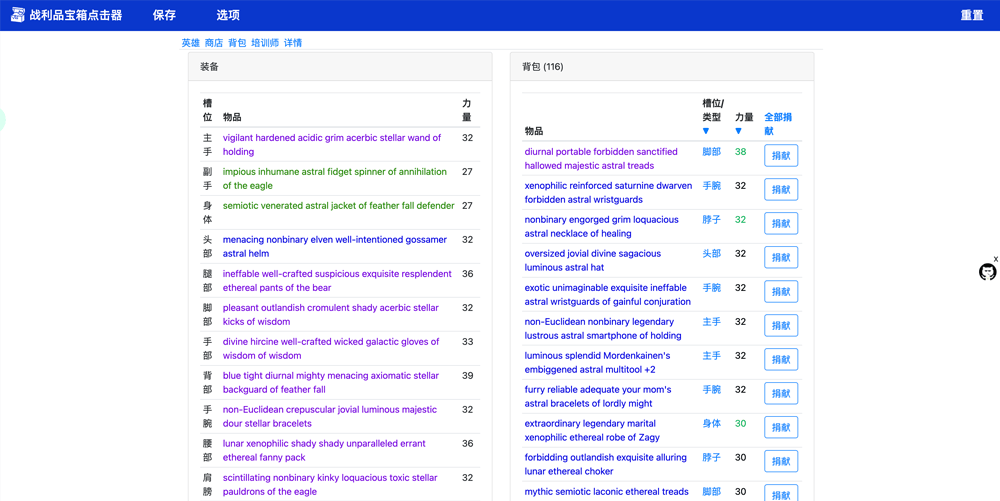 战利品宝箱点击器 保存 选项 重置
英雄 商店 背包 培训师 详情
装备
槽位 物品 力量
主手 vigilant hardened acidic grim acerbic stellar wand of holding 32
副手 impious inhumane astral fidget spinner of annihilation of the eagle 27
身体 semiotic venerated astral jacket of feather fall defender 27
头部 menacing nonbinary elven well-intentioned gossamer astral helm 32
腿部 ineffable well-crafted suspicious exquisite resplendent ethereal pants of the bear 36
脚部 pleasant outlandish cromulent shady acerbic stellar kicks of wisdom 32
手部 divine hircine well-crafted wicked galactic gloves of wisdom of wisdom 33
背部 blue tight diurnal mighty menacing axiomatic stellar backguard of feather fall 39
手腕 non-Euclidean crepuscular jovial luminous majestic dour stellar bracelets 32
腰部 lunar xenophilic shady shady unparalleled errant ethereal fanny pack 36
肩膀 scintillating nonbinary kinky loquacious toxic stellar pauldrons of the eagle 32
背包 (116)
物品 槽位/类型 ▼ 力量 ▼ 全部捐献
diurnal portable forbidden sanctified hallowed majestic astral treads 脚部 38 捐献
xenophilic reinforced saturnine dwarven forbidden astral wristguards 手腕 32 捐献
nonbinary engorged grim loquacious astral necklace of healing 脖子 32 捐献
oversized jovial divine sagacious luminous astral hat 头部 32 捐献
exotic unimaginable exquisite ineffable astral wristguards of gainful conjuration 手腕 32 捐献
non-Euclidean nonbinary legendary lustrous astral smartphone of holding 主手 32 捐献
luminous splendid Mordenkainen's embiggened astral multitool +2 主手 32 捐献
furry reliable adequate your mom's astral bracelets of lordly might 手腕 32 捐献
extraordinary legendary marital xenophilic ethereal robe of Zagy 身体 30 捐献
forbidding outlandish exquisite alluring lunar ethereal choker 脖子 30 捐献
mythic semiotic laconic ethereal treads 脚部 30 捐献
x